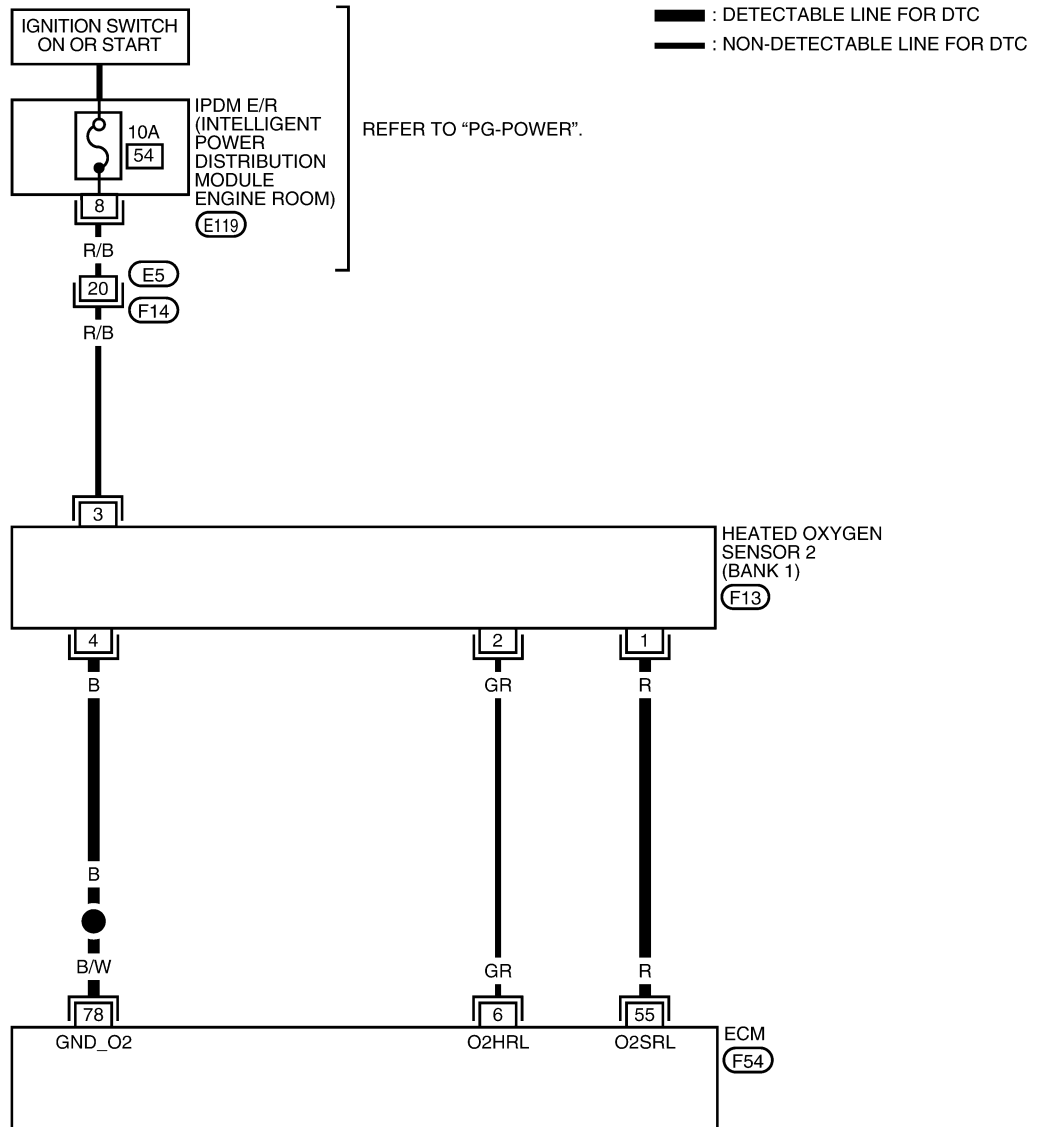 IGNITION SWITCH
ON OR START
: DETECTABLE LINE FOR DTC
: NON-DETECTABLE LINE FOR DTC
10A
54
IPDM E/R
(INTELLIGENT
POWER
DISTRIBUTION
MODULE
ENGINE ROOM)
E119
REFER TO “PG-POWER”.
8
R/B
E5
20
F14
R/B
3
HEATED OXYGEN
SENSOR 2
(BANK 1)
F13
4 2 1
B GR R
B
B/W GR R
78 6 55
GND_O2 O2HRL O2SRL
ECM
F54